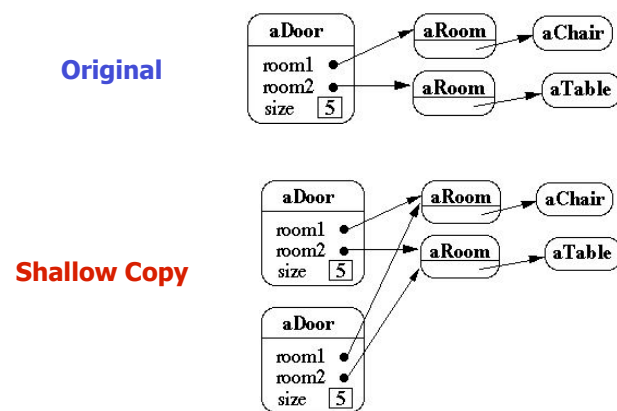 Original
aDoor
room1
room2
size 5
aRoom
aChair
aRoom
aTable
Shallow Copy
aDoor
room1
room2
size 5
aRoom
aChair
aRoom
aTable
aDoor
room1
room2
size 5